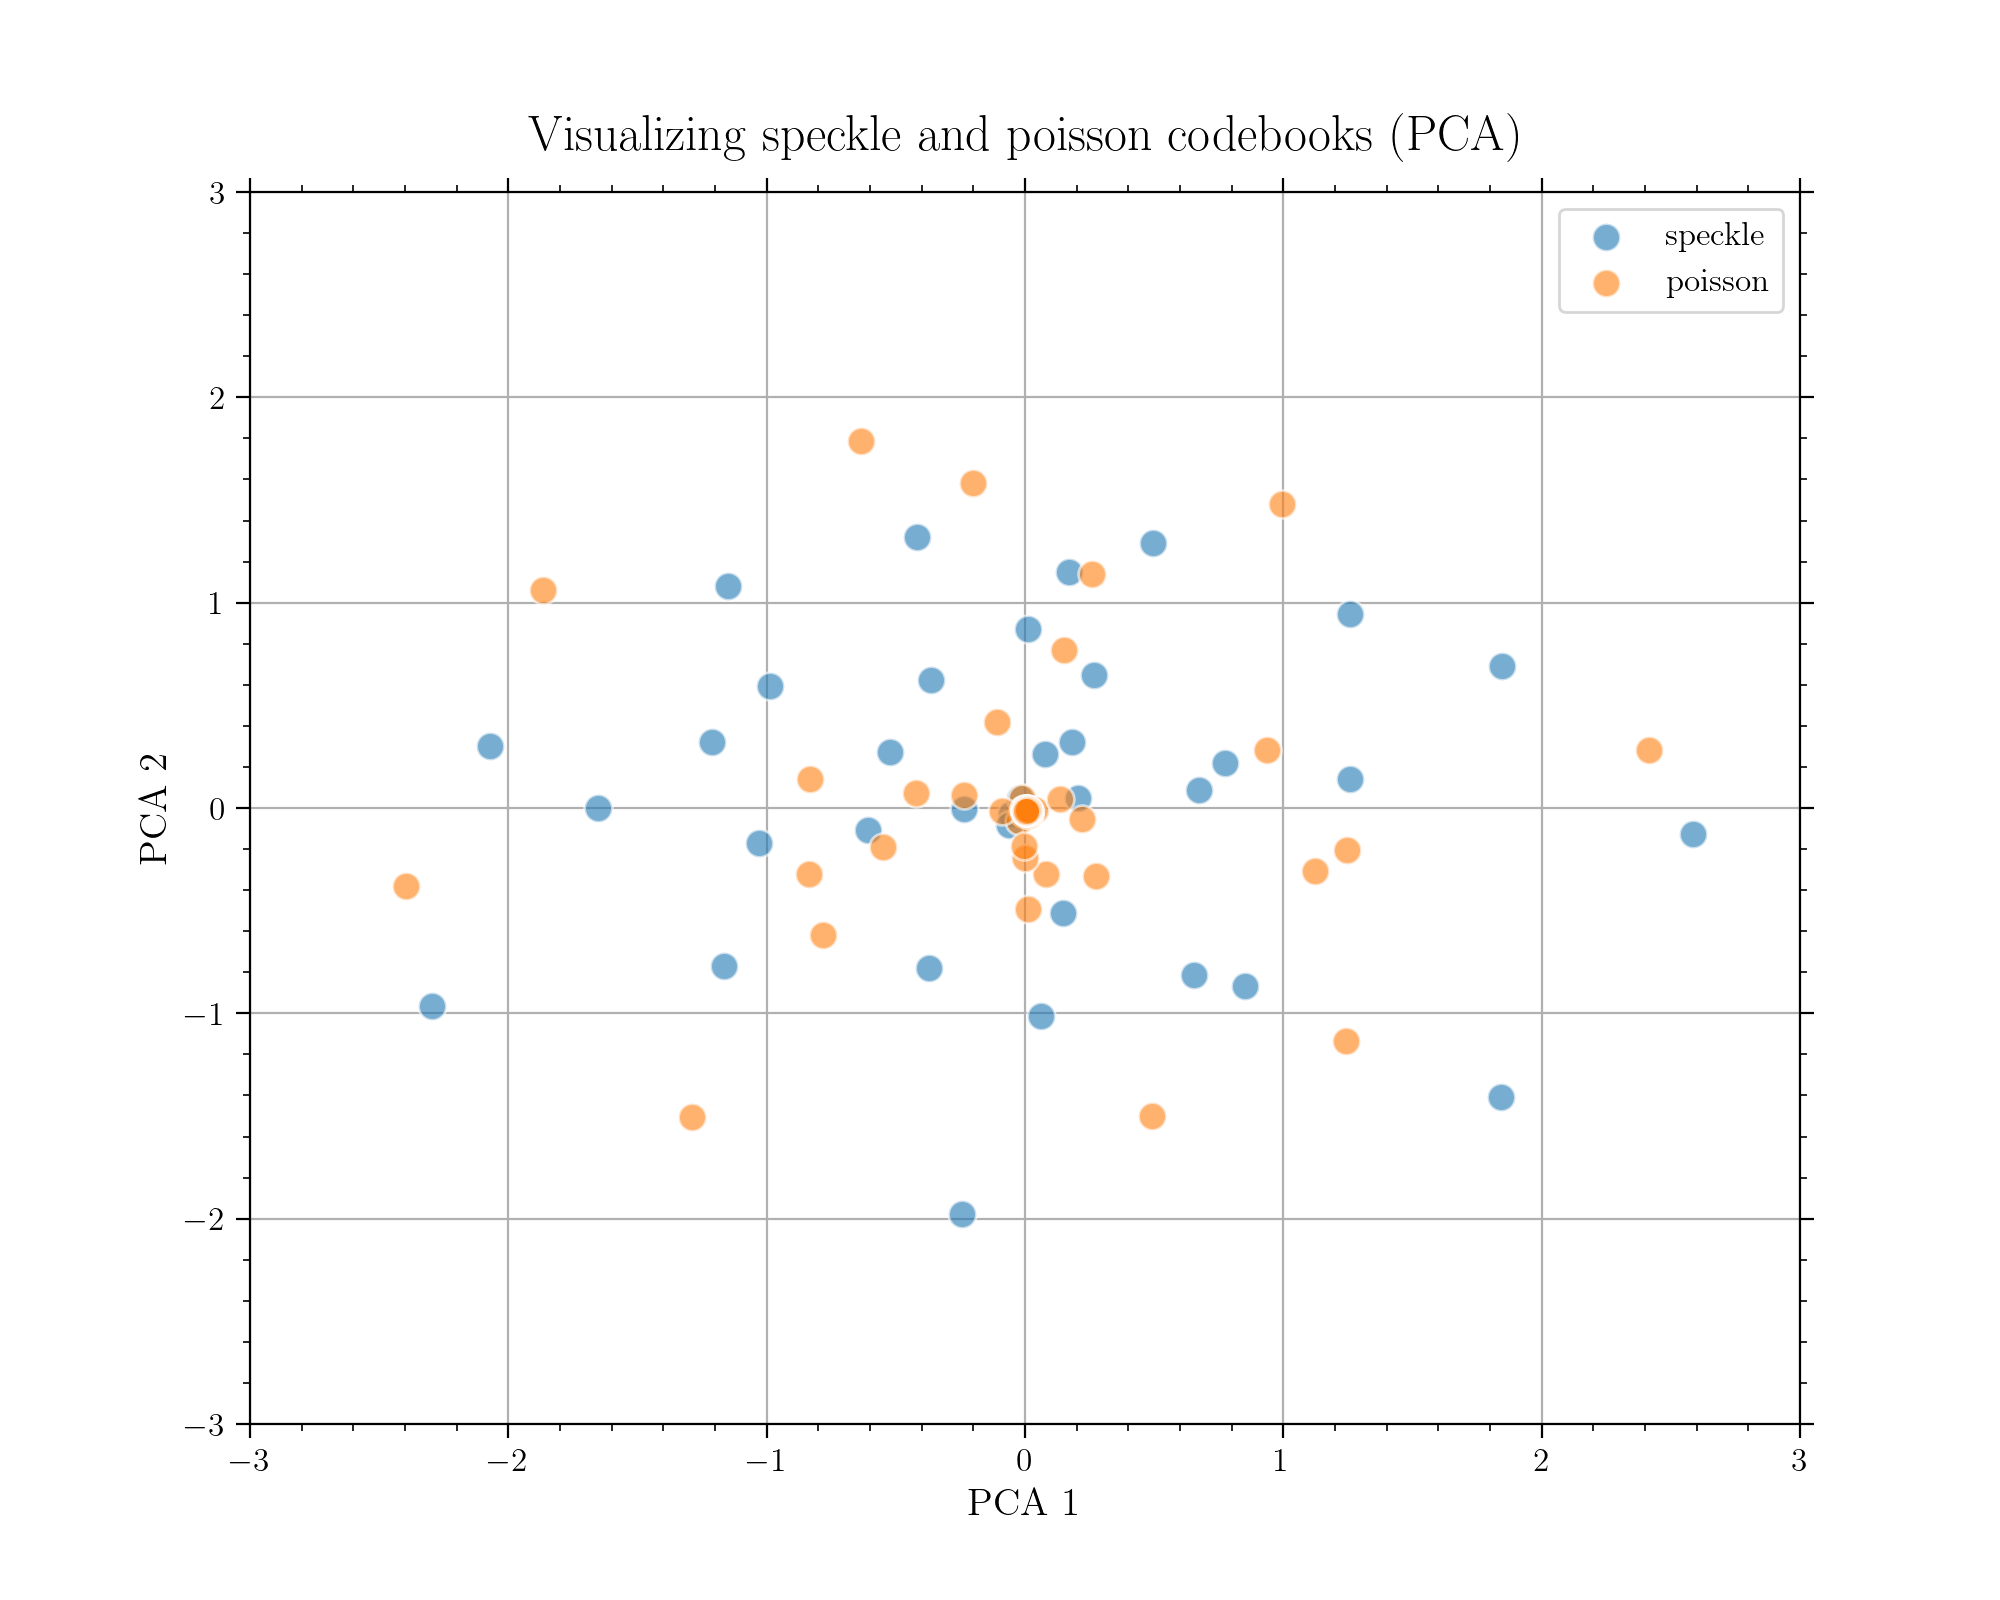 Visualizing speckle and poisson codebooks (PCA)
speckle
poisson
3
2
1
0
−1
−2
−3
PCA 2
−3 −2 −1 0 1 2 3
PCA 1